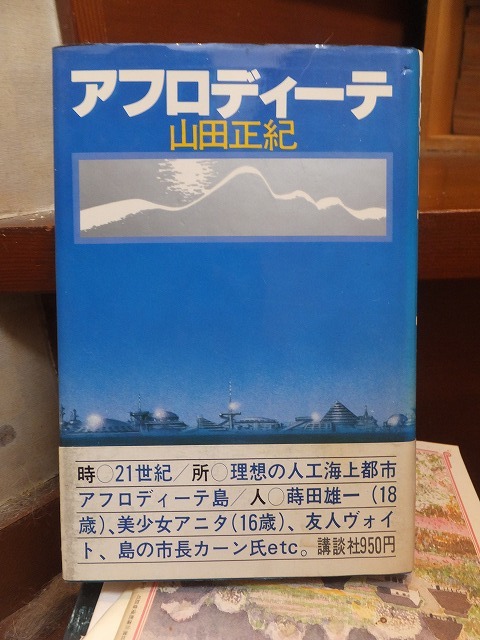 アフロディーテ
山田正紀
時○21世紀/所○理想の人工海上都市
アフロディーテ島/人○蒔田雄一(18
歳)、美少女アニタ(16歳)、友人ヴォイ
ト、島の市長カーン氏etc。講談社950円